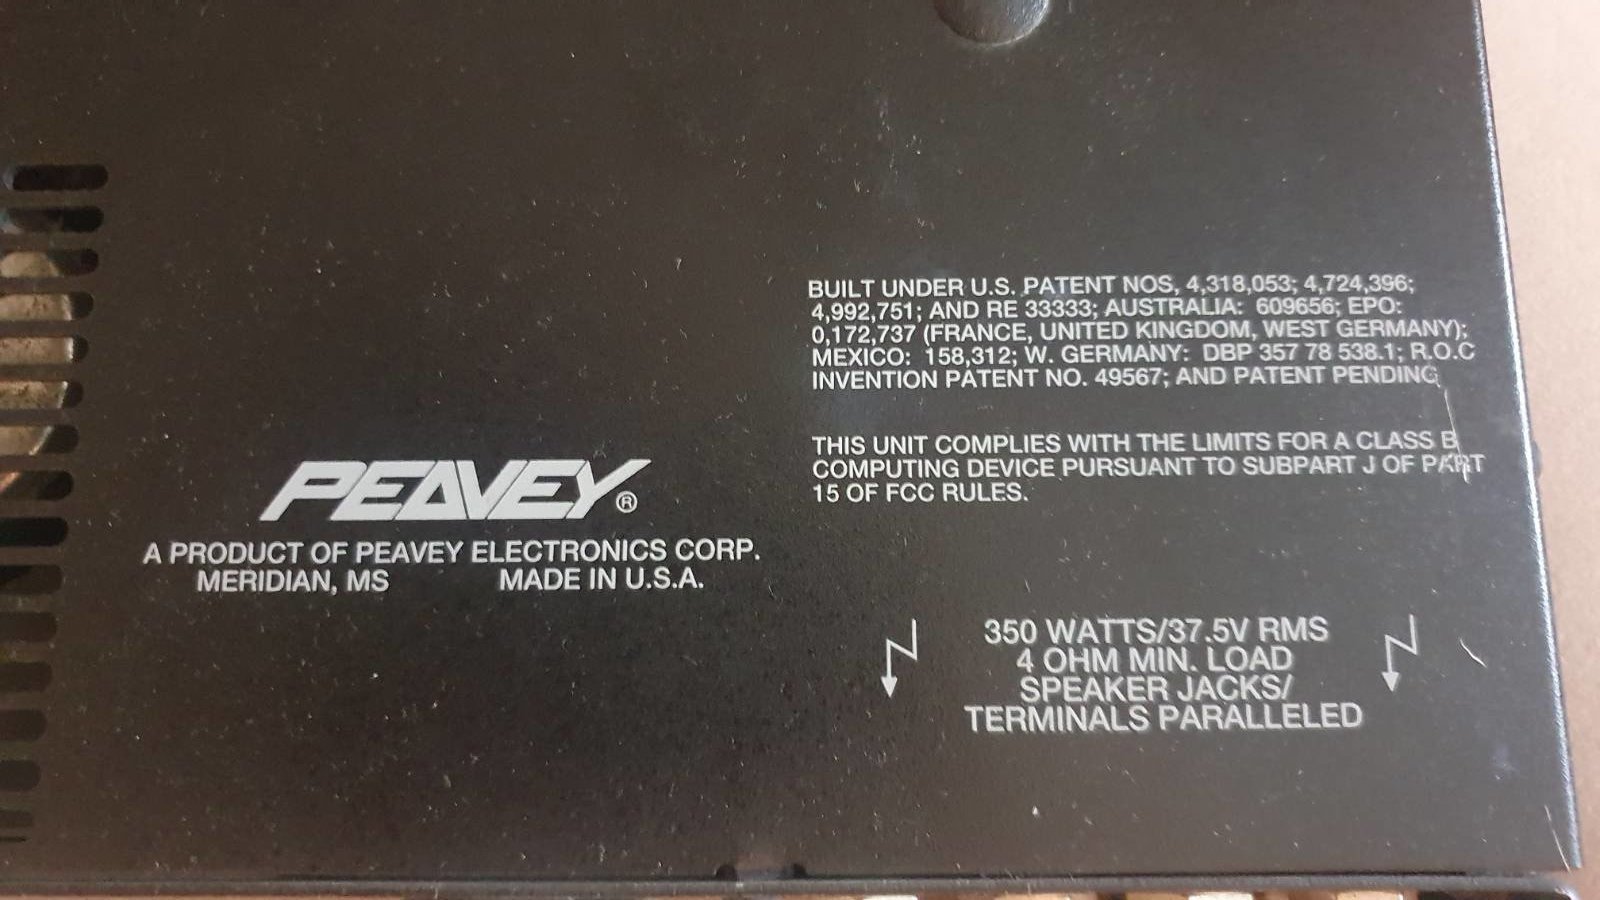 BUILT UNDER U.S. PATENT NOS, 4,318,053; 4,724,396;
4,992,751; AND RE 33333; AUSTRALIA: 609656; EPO:
0,172,737 (FRANCE, UNITED KINGDOM, WEST GERMANY);
MEXICO: 158,312; W. GERMANY: DBP 357 78 538.1; R.O.C
INVENTION PATENT NO. 49567; AND PATENT PENDING
THIS UNIT COMPLIES WITH THE LIMITS FOR A CLASS B
COMPUTING DEVICE PURSUANT TO SUBPART J OF PART
15 OF FCC RULES.
PEAVEY®
A PRODUCT OF PEAVEY ELECTRONICS CORP.
MERIDIAN, MS MADE IN U.S.A.
350 WATTS/37.5V RMS
4 OHM MIN. LOAD
SPEAKER JACKS/
TERMINALS PARALLELED